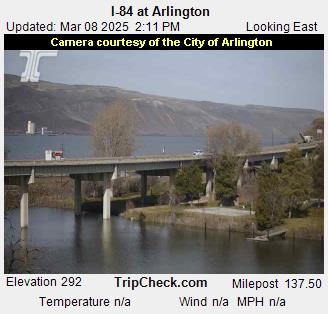 I-84 at Arlington
Updated: Mar 08 2025 2:11 PM Looking East
Camera courtesy of the City of Arlington
Elevation 292 TripCheck.com Milepost 137.50
Temperature n/a Wind n/a MPH n/a